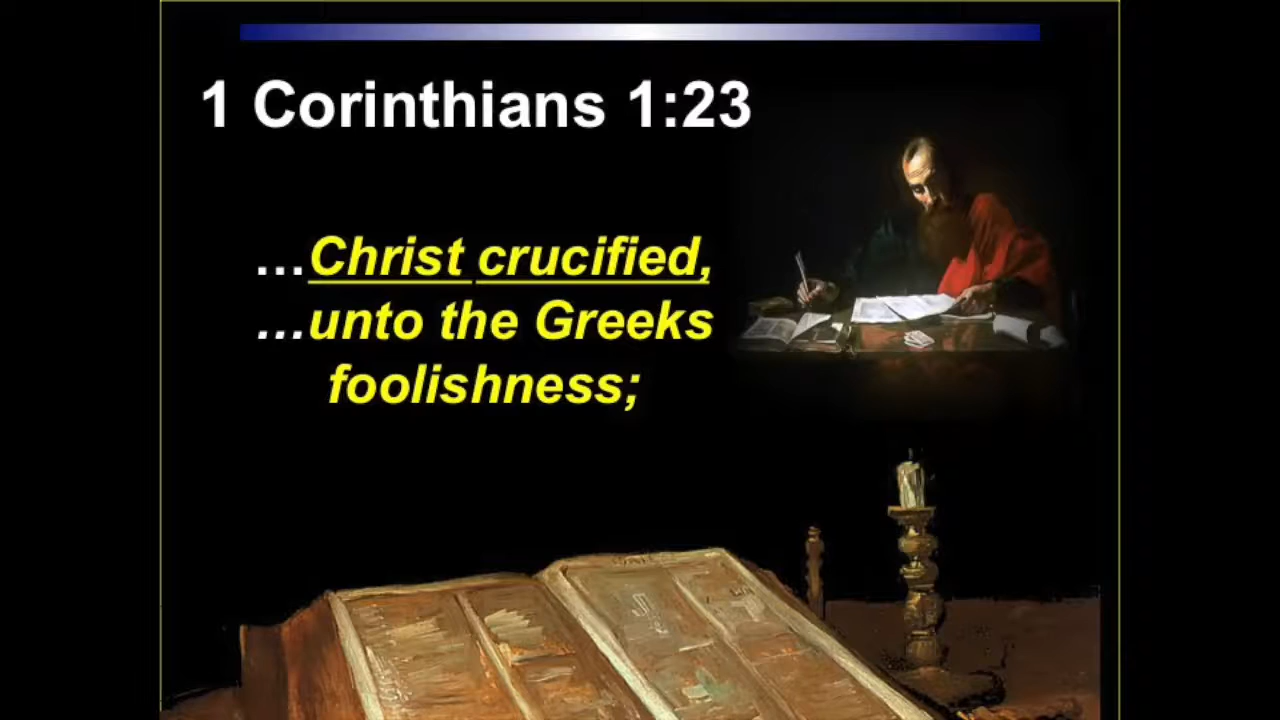 1 Corinthians 1:23
…Christ crucified,
…unto the Greeks
foolishness;